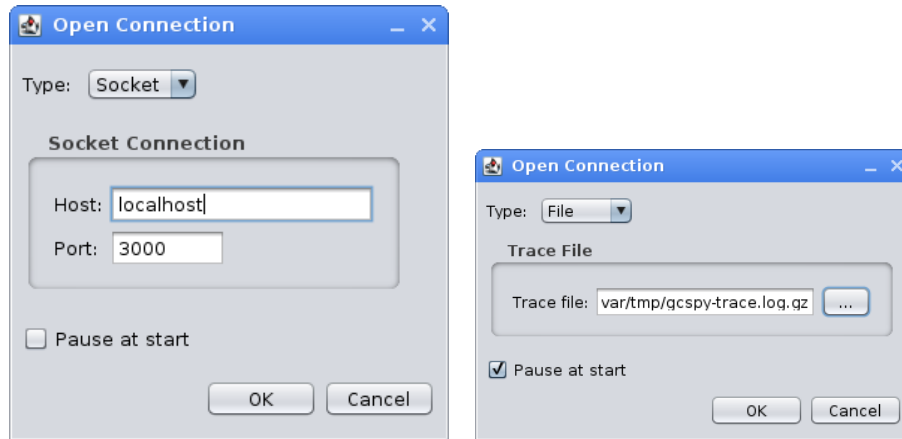 Open Connection
Type: Socket
Socket Connection
Host: localhost
Port: 3000
Pause at start
OK Cancel
Open Connection
Type: File
Trace File
Trace file: var/tmp/gcspy-trace.log.gz ...
Pause at start
OK Cancel